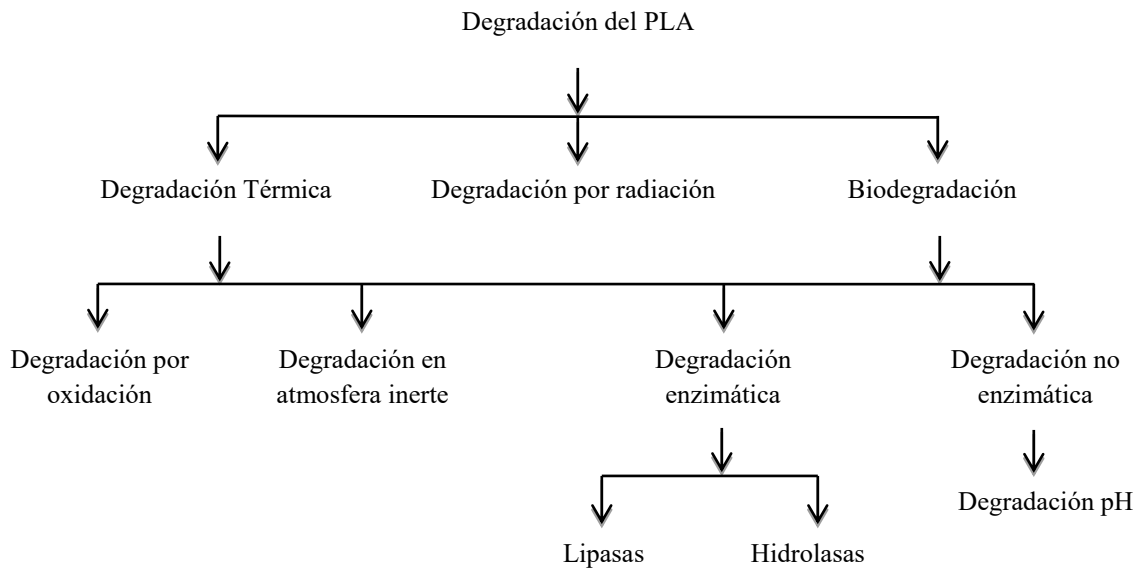 Degradación del PLA
Degradación Térmica
Degradación por radiación
Biodegradación
Degradación por
oxidación
Degradación en
atmosfera inerte
Degradación
enzimática
Degradación no
enzimática
Degradación pH
Lipasas
Hidrolasas